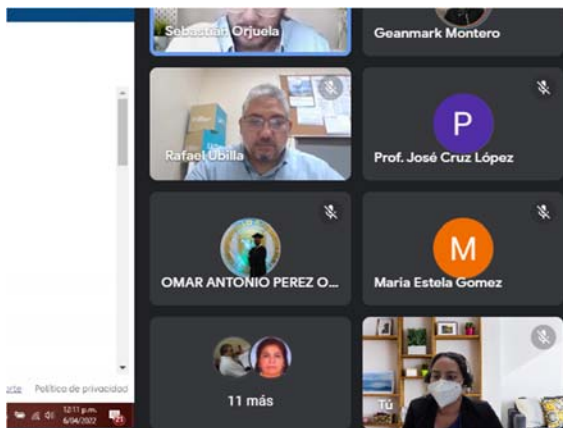 Sebastián Orjuela
Geanmark Montero
Rafael Ubilla
P
Prof. José Cruz López
OMAR ANTONIO PEREZ O...
M
Maria Estela Gomez
11 más
Tú
Política de privacidad
12:11 p.m.
6/04/2022